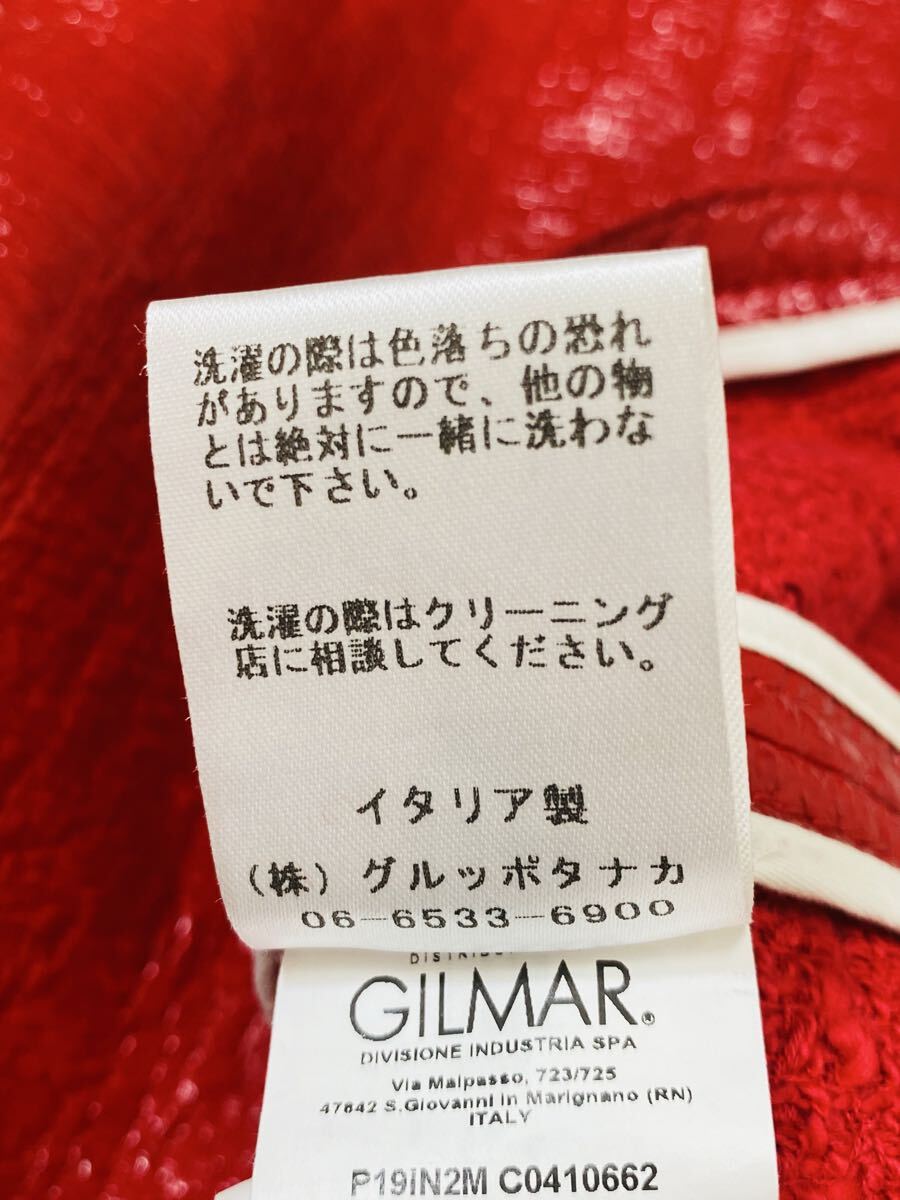 洗濯の際は色落ちの恐れ
がありますので、他の物
とは絶対に一緒に洗わな
いで下さい。
洗濯の際はクリーニング
店に相談してください。
イタリア製
(株)グルッポタナカ
06-6533-6900
GILMAR®
DIVISIONE INDUSTRIA SPA
Via Malpasso, 723/725
47842 S.Giovanni in Marignano (RN)
ITALY
P19IN2M C0410662